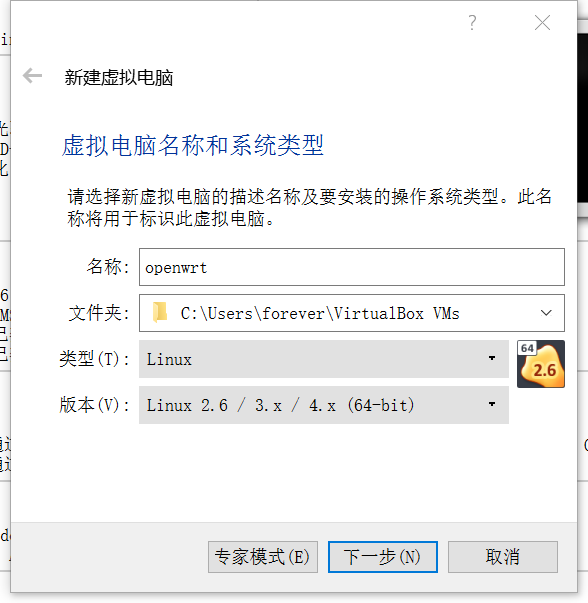 ?
新建虚拟电脑
虚拟电脑名称和系统类型
请选择新虚拟电脑的描述名称及要安装的操作系统类型。此名
称将用于标识此虚拟电脑。
名称: openwrt
文件夹: C:\Users\forever\VirtualBox VMs
类型(T): Linux
64
2.6
版本(V): Linux 2.6 / 3.x / 4.x (64-bit)
专家模式(E) 下一步(N) 取消